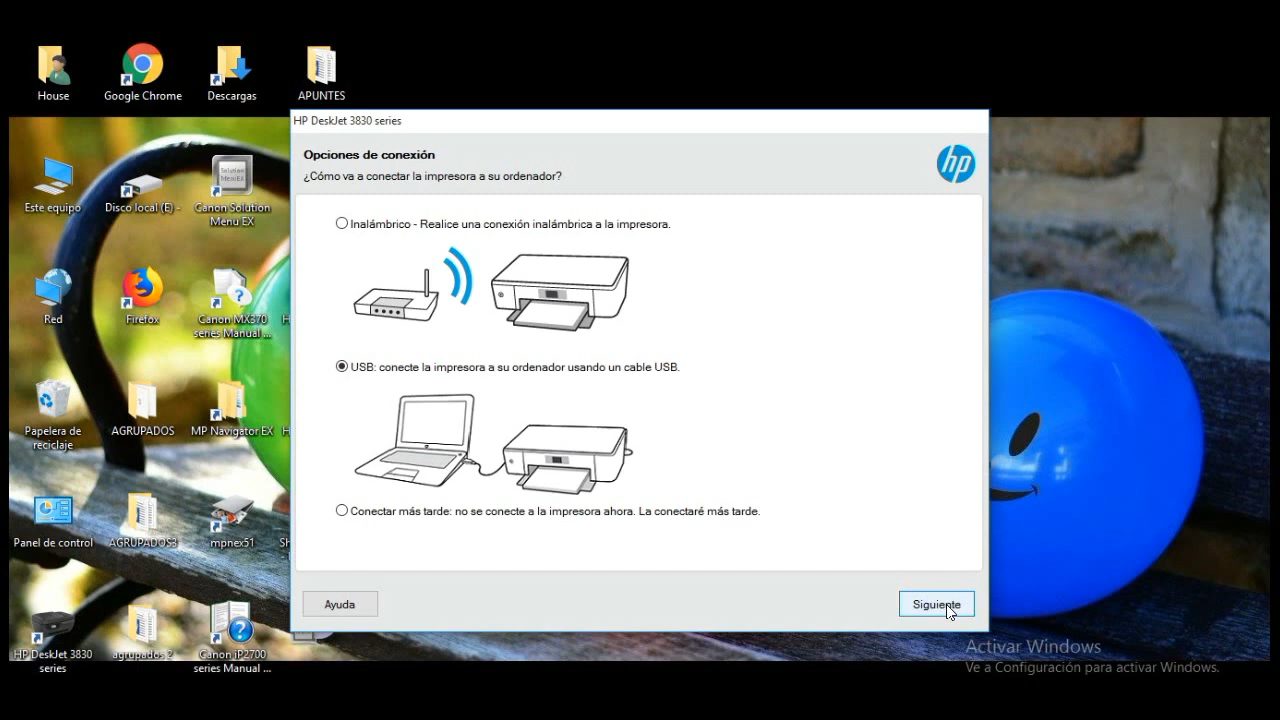 House
Google Chrome
Descargas
APUNTES
HP DeskJet 3830 series
Opciones de conexión
¿Cómo va a conectar la impresora a su ordenador?
hp
Inalámbrico - Realice una conexión inalámbrica a la impresora.
USB: conecte la impresora a su ordenador usando un cable USB.
Conectar más tarde: no se conecte a la impresora ahora. La conectaré más tarde.
Ayuda
Siguiente
Este equipo
Disco local (E) -
Canon Solution
Menu EX
Solution
Menu EX
Red
Firefox
Canon MX370
series Manual ...
Papelera de
reciclaje
AGRUPADOS
MP Navigator EX
Panel de control
AGRUPADOS3
mpnex51
HP DeskJet 3830
series
agrupados 2
Canon iP2700
series Manual ...
Activar Windows
Ve a Configuración para activar Windows.